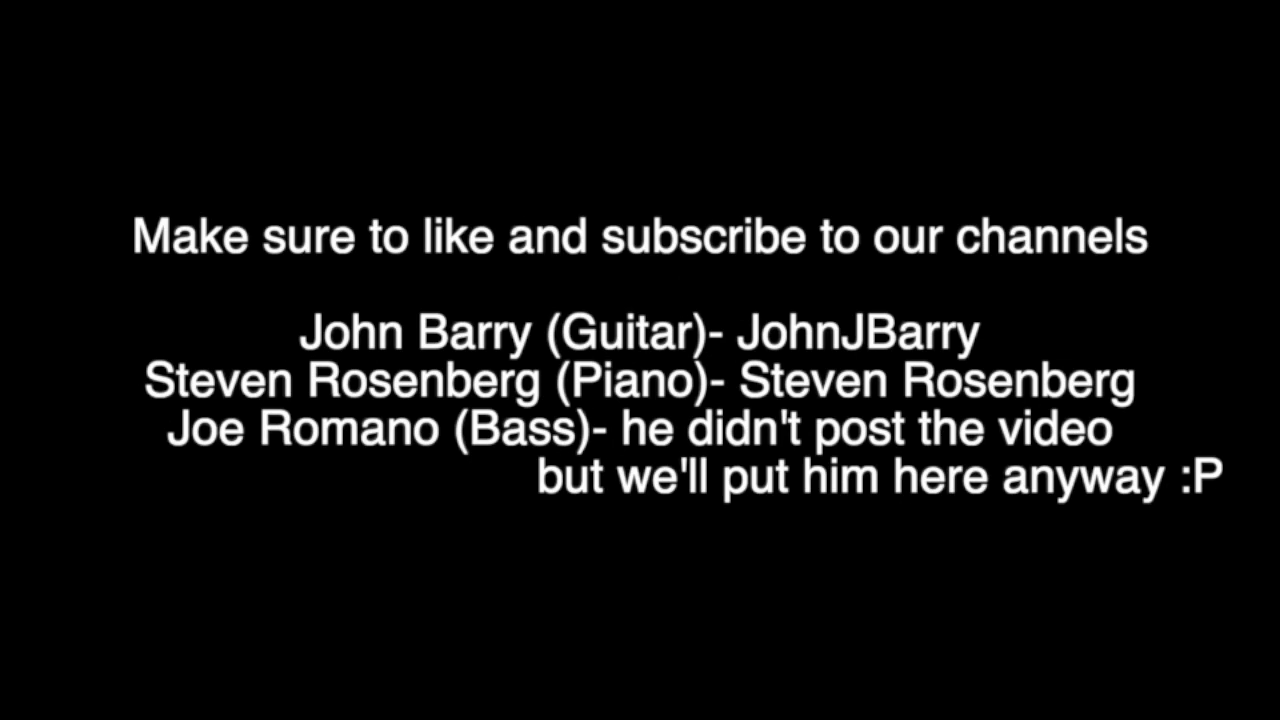 Make sure to like and subscribe to our channels
John Barry (Guitar)- JohnJBarry
Steven Rosenberg (Piano)- Steven Rosenberg
Joe Romano (Bass)- he didn't post the video
but we'll put him here anyway :P